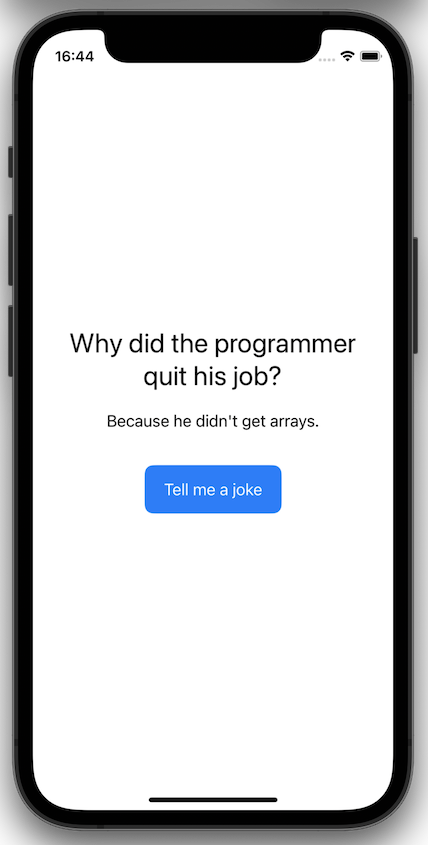 16:44
Why did the programmer
quit his job?
Because he didn't get arrays.
Tell me a joke